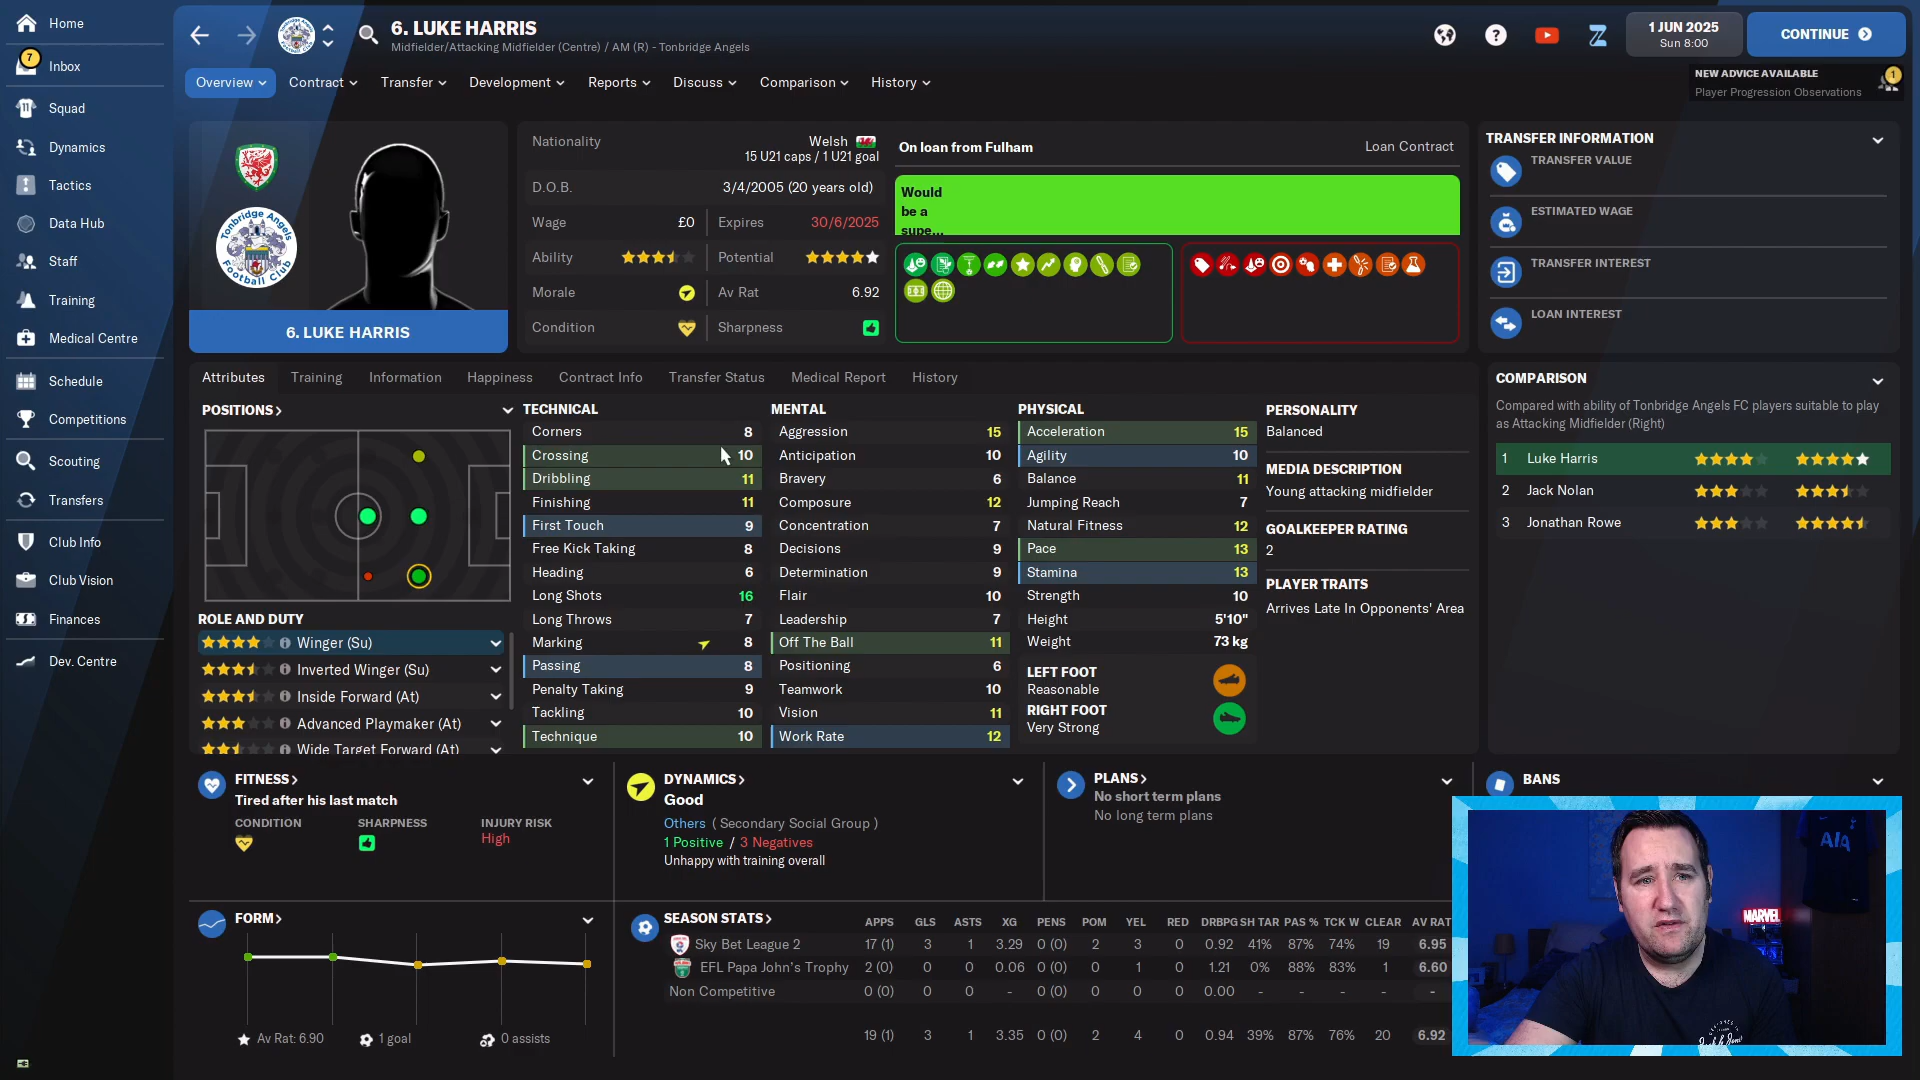 Home
7
Inbox
Squad
Dynamics
Tactics
Data Hub
Staff
Training
Medical Centre
Schedule
Competitions
Scouting
Transfers
Club Info
Club Vision
Finances
Dev. Centre
6. LUKE HARRIS
Midfielder/Attacking Midfielder (Centre) / AM (R) - Tonbridge Angels
1 JUN 2025
Sun 8:00
CONTINUE
Overview Contract Transfer Development Reports Discuss Comparison History
NEW ADVICE AVAILABLE
Player Progression Observations
1
Tonbridge Angels
Football Club
6. LUKE HARRIS
Nationality Welsh
15 U21 caps / 1 U21 goal
D.O.B. 3/4/2005 (20 years old)
Wage £0 Expires 30/6/2025
Ability Potential
Morale Av Rat 6.92
Condition Sharpness
On loan from Fulham Loan Contract
Would
be a
supe...
TRANSFER INFORMATION
TRANSFER VALUE
ESTIMATED WAGE
TRANSFER INTEREST
LOAN INTEREST
Attributes Training Information Happiness Contract Info Transfer Status Medical Report History
POSITIONS
ROLE AND DUTY
Winger (Su)
Inverted Winger (Su)
Inside Forward (At)
Advanced Playmaker (At)
Wide Target Forward (At)
TECHNICAL
Corners 8
Crossing 10
Dribbling 11
Finishing 11
First Touch 9
Free Kick Taking 8
Heading 6
Long Shots 16
Long Throws 7
Marking 8
Passing 8
Penalty Taking 9
Tackling 10
Technique 10
MENTAL
Aggression 15
Anticipation 10
Bravery 6
Composure 12
Concentration 7
Decisions 9
Determination 9
Flair 10
Leadership 7
Off The Ball 11
Positioning 6
Teamwork 10
Vision 11
Work Rate 12
PHYSICAL
Acceleration 15
Agility 10
Balance 11
Jumping Reach 7
Natural Fitness 12
Pace 13
Stamina 13
Strength 10
Height 5'10"
Weight 73 kg
LEFT FOOT
Reasonable
RIGHT FOOT
Very Strong
PERSONALITY
Balanced
MEDIA DESCRIPTION
Young attacking midfielder
GOALKEEPER RATING
2
PLAYER TRAITS
Arrives Late In Opponents' Area
COMPARISON
Compared with ability of Tonbridge Angels FC players suitable to play
as Attacking Midfielder (Right)
1 Luke Harris
2 Jack Nolan
3 Jonathan Rowe
FITNESS
Tired after his last match
CONDITION SHARPNESS INJURY RISK
High
DYNAMICS
Good
Others ( Secondary Social Group )
1 Positive / 3 Negatives
Unhappy with training overall
PLANS
No short term plans
No long term plans
BANS
FORM
Av Rat: 6.90 1 goal 0 assists
SEASON STATS APPS GLS ASTS XG PENS POM YEL RED DRBPG SH TAR PAS % TCK W CLEAR AV RAT
Sky Bet League 2 17 (1) 3 1 3.29 0 (0) 2 3 0 0.92 41% 87% 74% 19 6.95
EFL Papa John's Trophy 2 (0) 0 0 0.06 0 (0) 0 1 0 1.21 0% 88% 83% 1 6.60
Non Competitive 0 (0) 0 0 - 0 (0) 0 0 0 0.00 - - - - -
19 (1) 3 1 3.35 0 (0) 2 4 0 0.94 39% 87% 76% 20 6.92
AIA
MARVEL